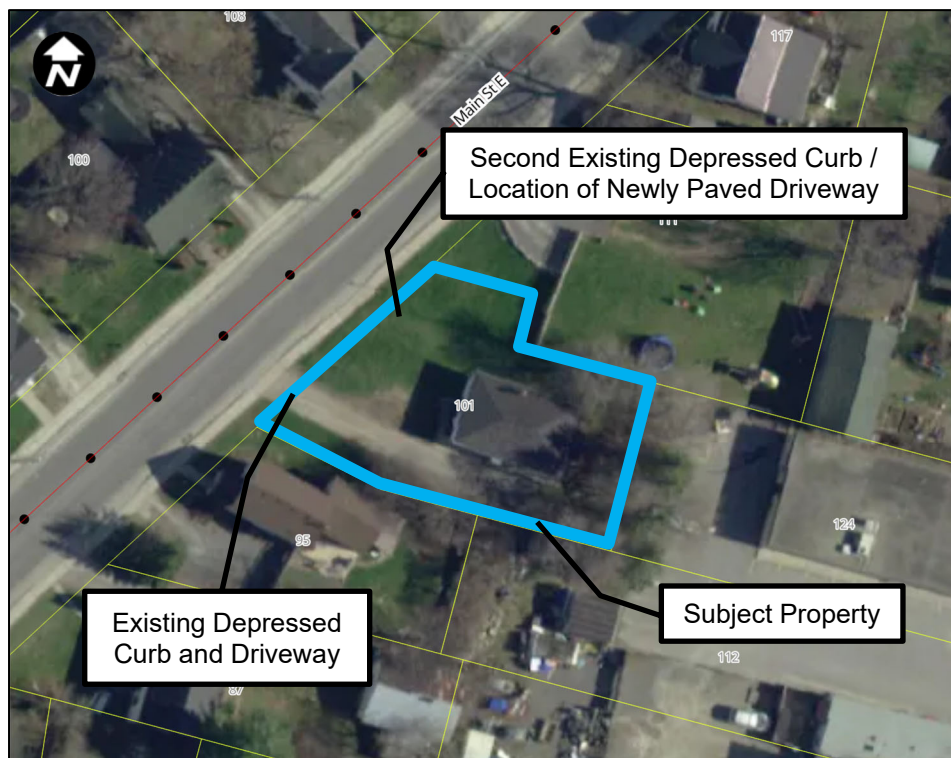 108
117
N
Main St E
100
Second Existing Depressed Curb /
Location of Newly Paved Driveway
111
101
124
95
Existing Depressed
Curb and Driveway
Subject Property
112
87